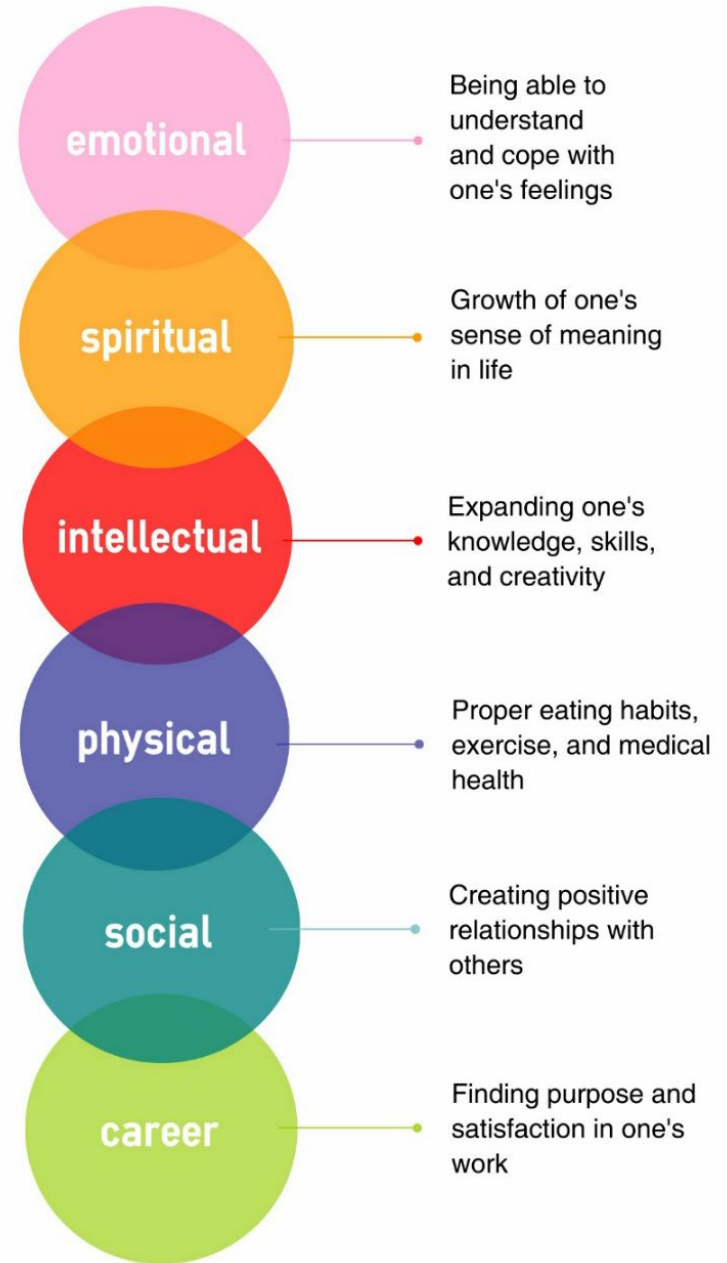 emotional
Being able to
understand
and cope with
one's feelings
spiritual
Growth of one's
sense of meaning
in life
intellectual
Expanding one's
knowledge, skills,
and creativity
physical
Proper eating habits,
exercise, and medical
health
social
Creating positive
relationships with
others
career
Finding purpose and
satisfaction in one's
work